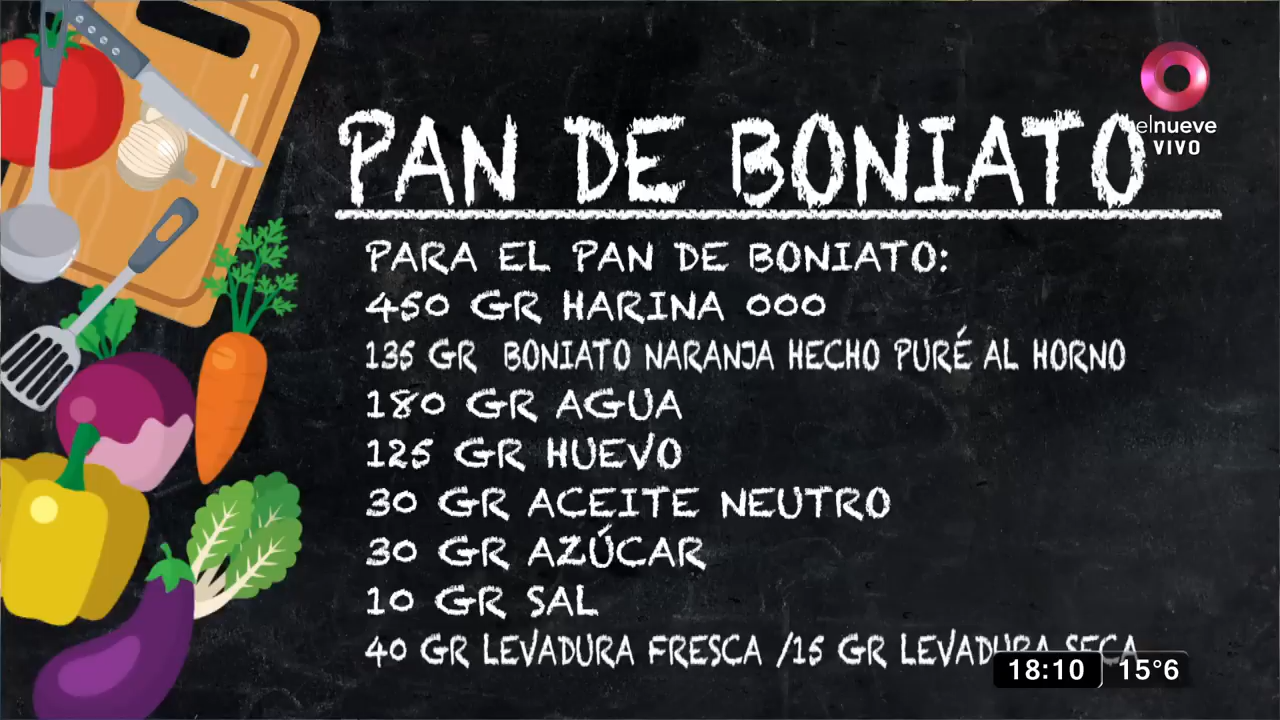 elnueve
VIVO
PAN DE BONIATO
PARA EL PAN DE BONIATO:
450 GR HARINA 000
135 GR BONIATO NARANJA HECHO PURÉ AL HORNO
180 GR AGUA
125 GR HUEVO
30 GR ACEITE NEUTRO
30 GR AZÚCAR
10 GR SAL
40 GR LEVADURA FRESCA /15 GR LEVADURA SECA
18:10 15°6